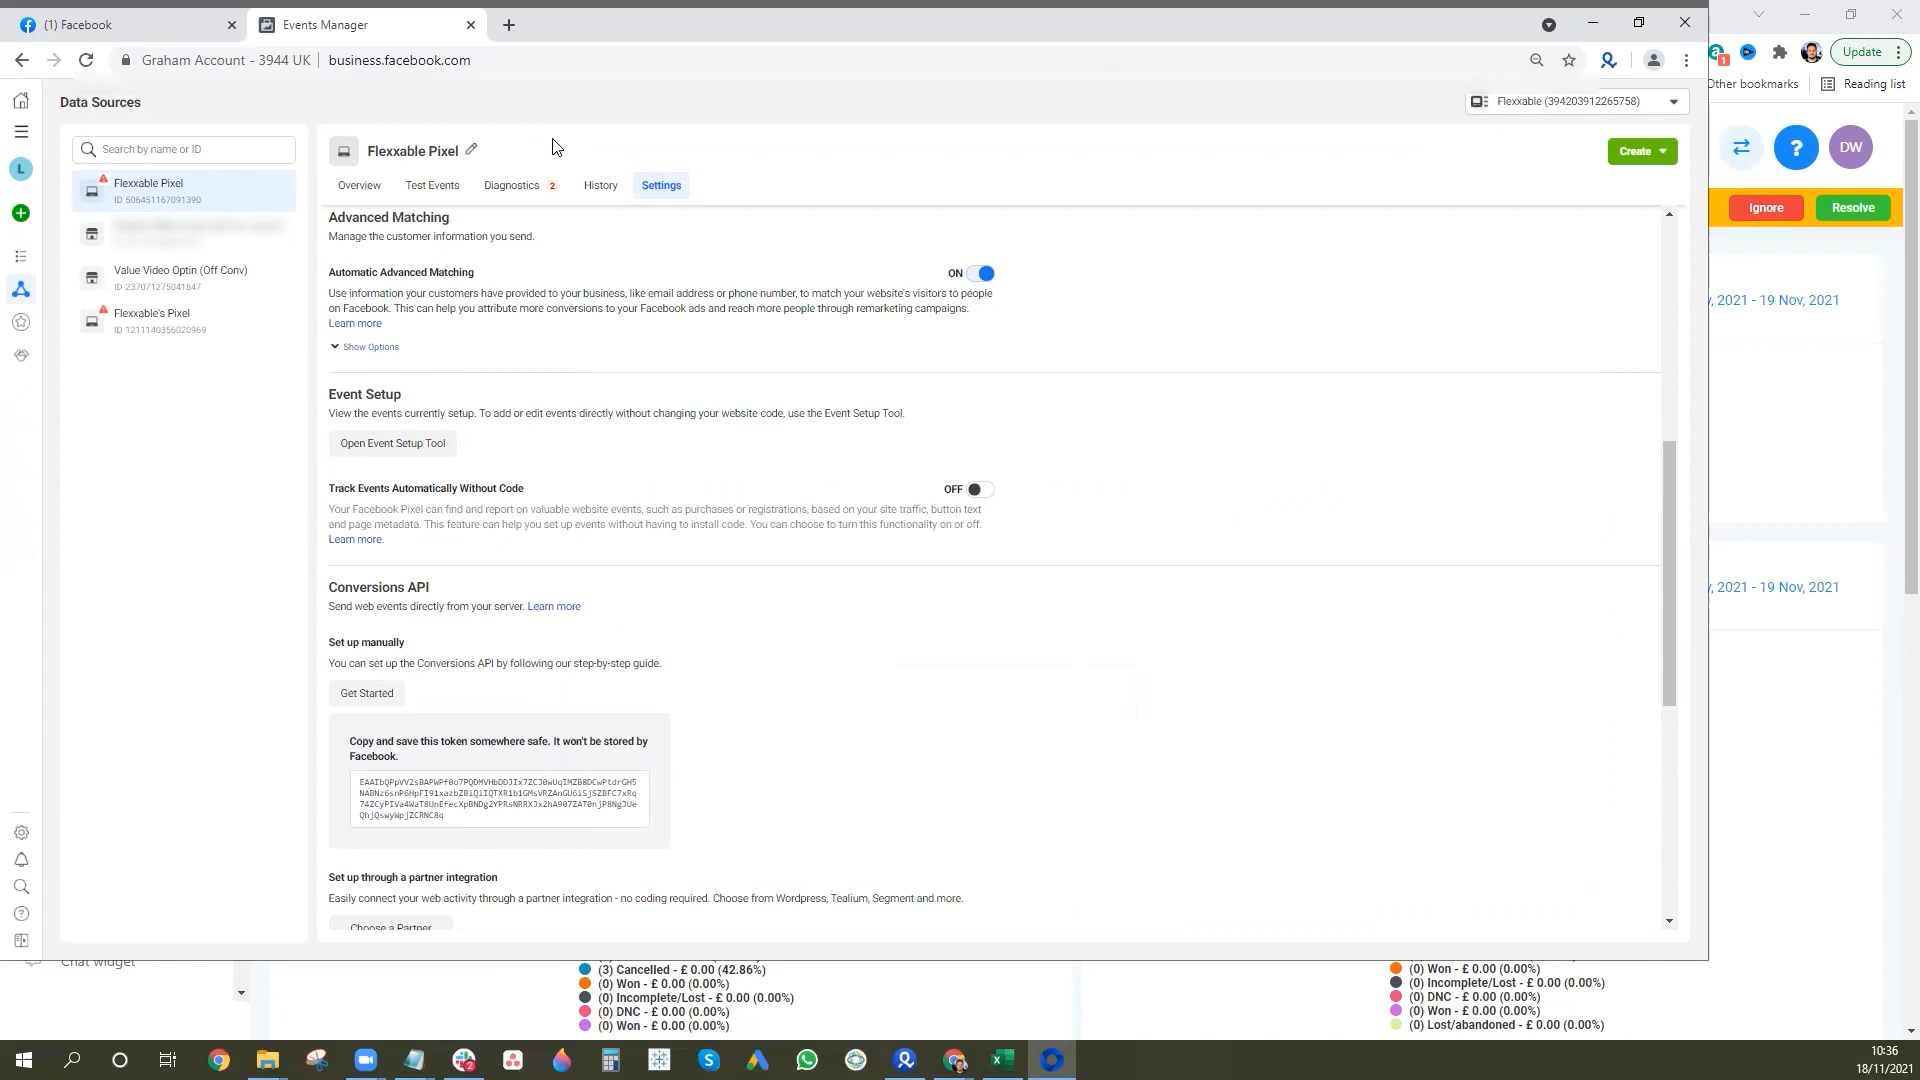 (1) Facebook
Events Manager
Graham Account - 3944 UK
business.facebook.com
Update
Other bookmarks
Reading list
Data Sources
Flexxable (394203912265758)
Search by name or ID
Flexxable Pixel
ID 506451167091390
Value Video Optin (Off Conv)
ID 237071275041847
Flexxable's Pixel
ID 1211140356020969
L
Flexxable Pixel
Create
Overview
Test Events
Diagnostics 2
History
Settings
Advanced Matching
Manage the customer information you send.
Automatic Advanced Matching
ON
Use information your customers have provided to your business, like email address or phone number, to match your website's visitors to people
on Facebook. This can help you attribute more conversions to your Facebook ads and reach more people through remarketing campaigns.
Learn more
Show Options
Event Setup
View the events currently setup. To add or edit events directly without changing your website code, use the Event Setup Tool.
Open Event Setup Tool
Track Events Automatically Without Code
OFF
Your Facebook Pixel can find and report on valuable website events, such as purchases or registrations, based on your site traffic, button text
and page metadata. This feature can help you set up events without having to install code. You can choose to turn this functionality on or off.
Learn more.
Conversions API
Send web events directly from your server. Learn more
Set up manually
You can set up the Conversions API by following our step-by-step guide.
Get Started
Copy and save this token somewhere safe. It won't be stored by
Facebook.
Set up through a partner integration
Easily connect your web activity through a partner integration - no coding required. Choose from Wordpress, Tealium, Segment and more.
Choose a Partner
?
DW
Ignore
Resolve
, 2021 - 19 Nov, 2021
, 2021 - 19 Nov, 2021
Chat widget
(3) Cancelled - £ 0.00 (42.86%)
(0) Won - £ 0.00 (0.00%)
(0) Incomplete/Lost - £ 0.00 (0.00%)
(0) DNC - £ 0.00 (0.00%)
(0) Won - £ 0.00 (0.00%)
(0) Won - £ 0.00 (0.00%)
(0) Incomplete/Lost - £ 0.00 (0.00%)
(0) DNC - £ 0.00 (0.00%)
(0) Won - £ 0.00 (0.00%)
(0) Lost/abandoned - £ 0.00 (0.00%)
10:36
18/11/2021